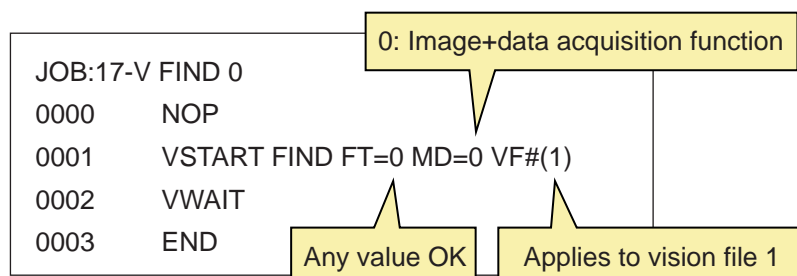 0: Image+data acquisition function
JOB:17-V FIND 0
0000 NOP
0001 VSTART FIND FT=0 MD=0 VF#(1)
0002 VWAIT
0003 END
Any value OK
Applies to vision file 1